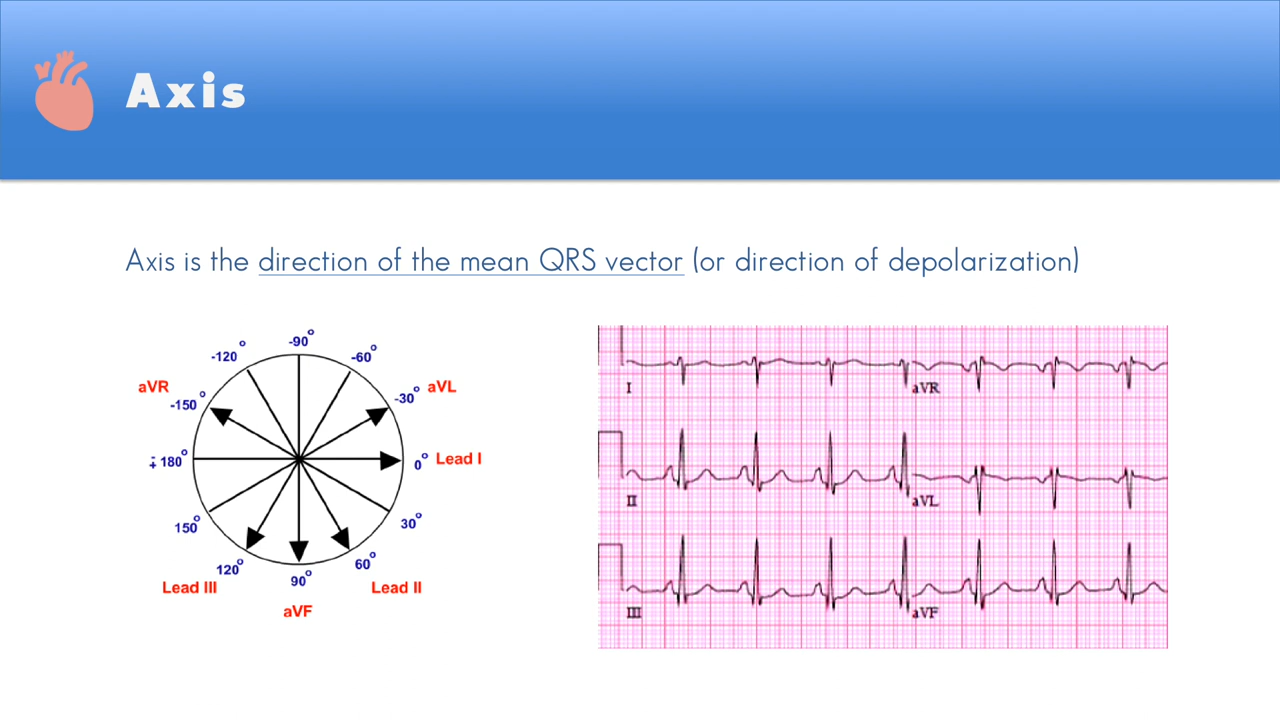 Axis
Axis is the direction of the mean QRS vector (or direction of depolarization)
-90°
-120°
-60°
aVR
aVL
-150°
-30°
± 180°
0°
Lead I
150°
30°
120°
60°
90°
Lead III
Lead II
aVF
I
aVR
II
aVL
III
aVF